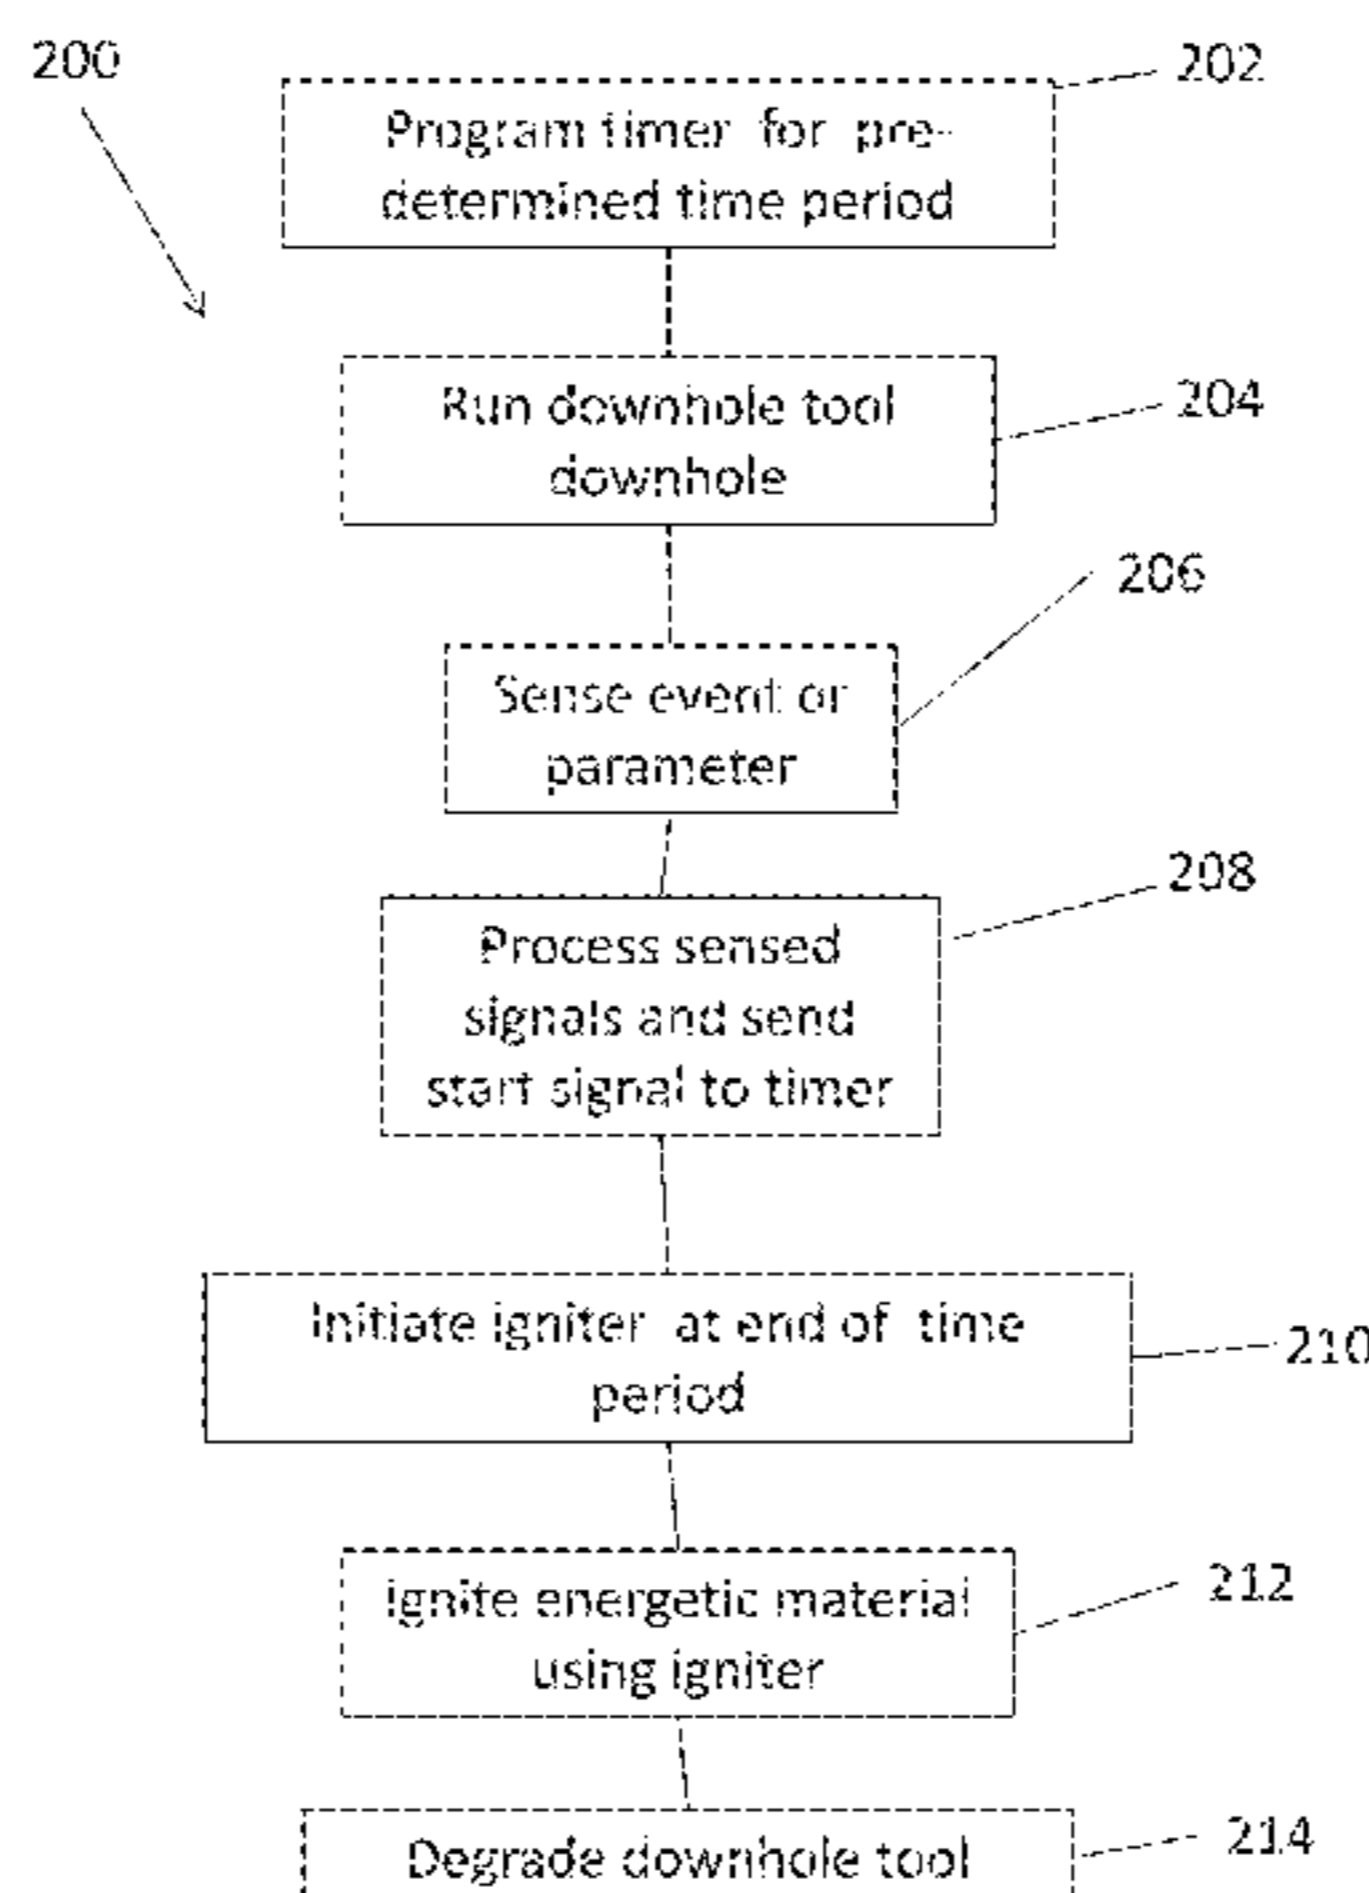 200
202
Program timer for pre-
determined time period
Run downhole tool
downhole
204
206
Sense event or
parameter
208
Process sensed
signals and send
start signal to timer
Initiate igniter at end of time
period
210
Ignite energetic material
using igniter
212
Degrade downhole tool
214